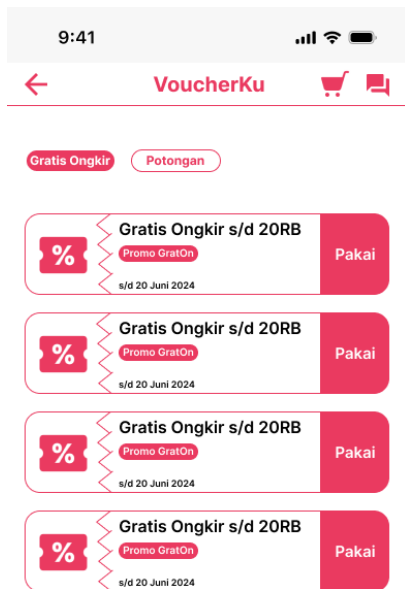 9:41
VoucherKu
Gratis Ongkir Potongan
% Gratis Ongkir s/d 20RB
Promo GratOn
s/d 20 Juni 2024
Pakai
% Gratis Ongkir s/d 20RB
Promo GratOn
s/d 20 Juni 2024
Pakai
% Gratis Ongkir s/d 20RB
Promo GratOn
s/d 20 Juni 2024
Pakai
% Gratis Ongkir s/d 20RB
Promo GratOn
s/d 20 Juni 2024
Pakai